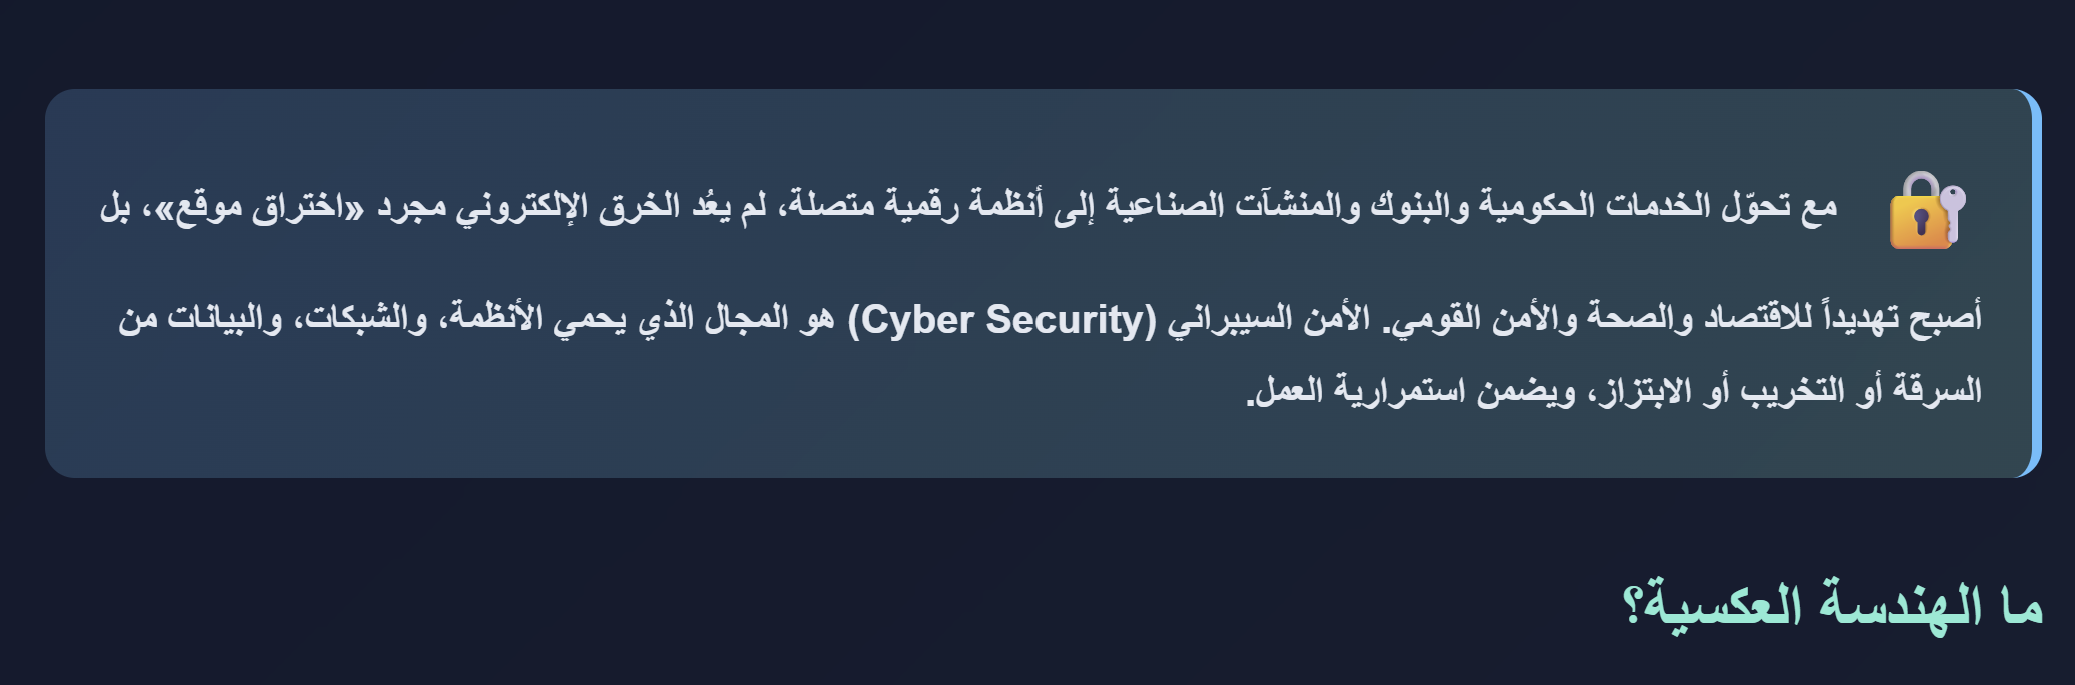 مع تحوّل الخدمات الحكومية والبنوك والمنشآت الصناعية إلى أنظمة رقمية متصلة، لم يعُد الخرق الإلكتروني مجرد «اختراق موقع»، بل
أصبح تهديداً للاقتصاد والصحة والأمن القومي. الأمن السيبراني (Cyber Security) هو المجال الذي يحمي الأنظمة، والشبكات، والبيانات من
السرقة أو التخريب أو الابتزاز، ويضمن استمرارية العمل.
ما الهندسة العكسية؟